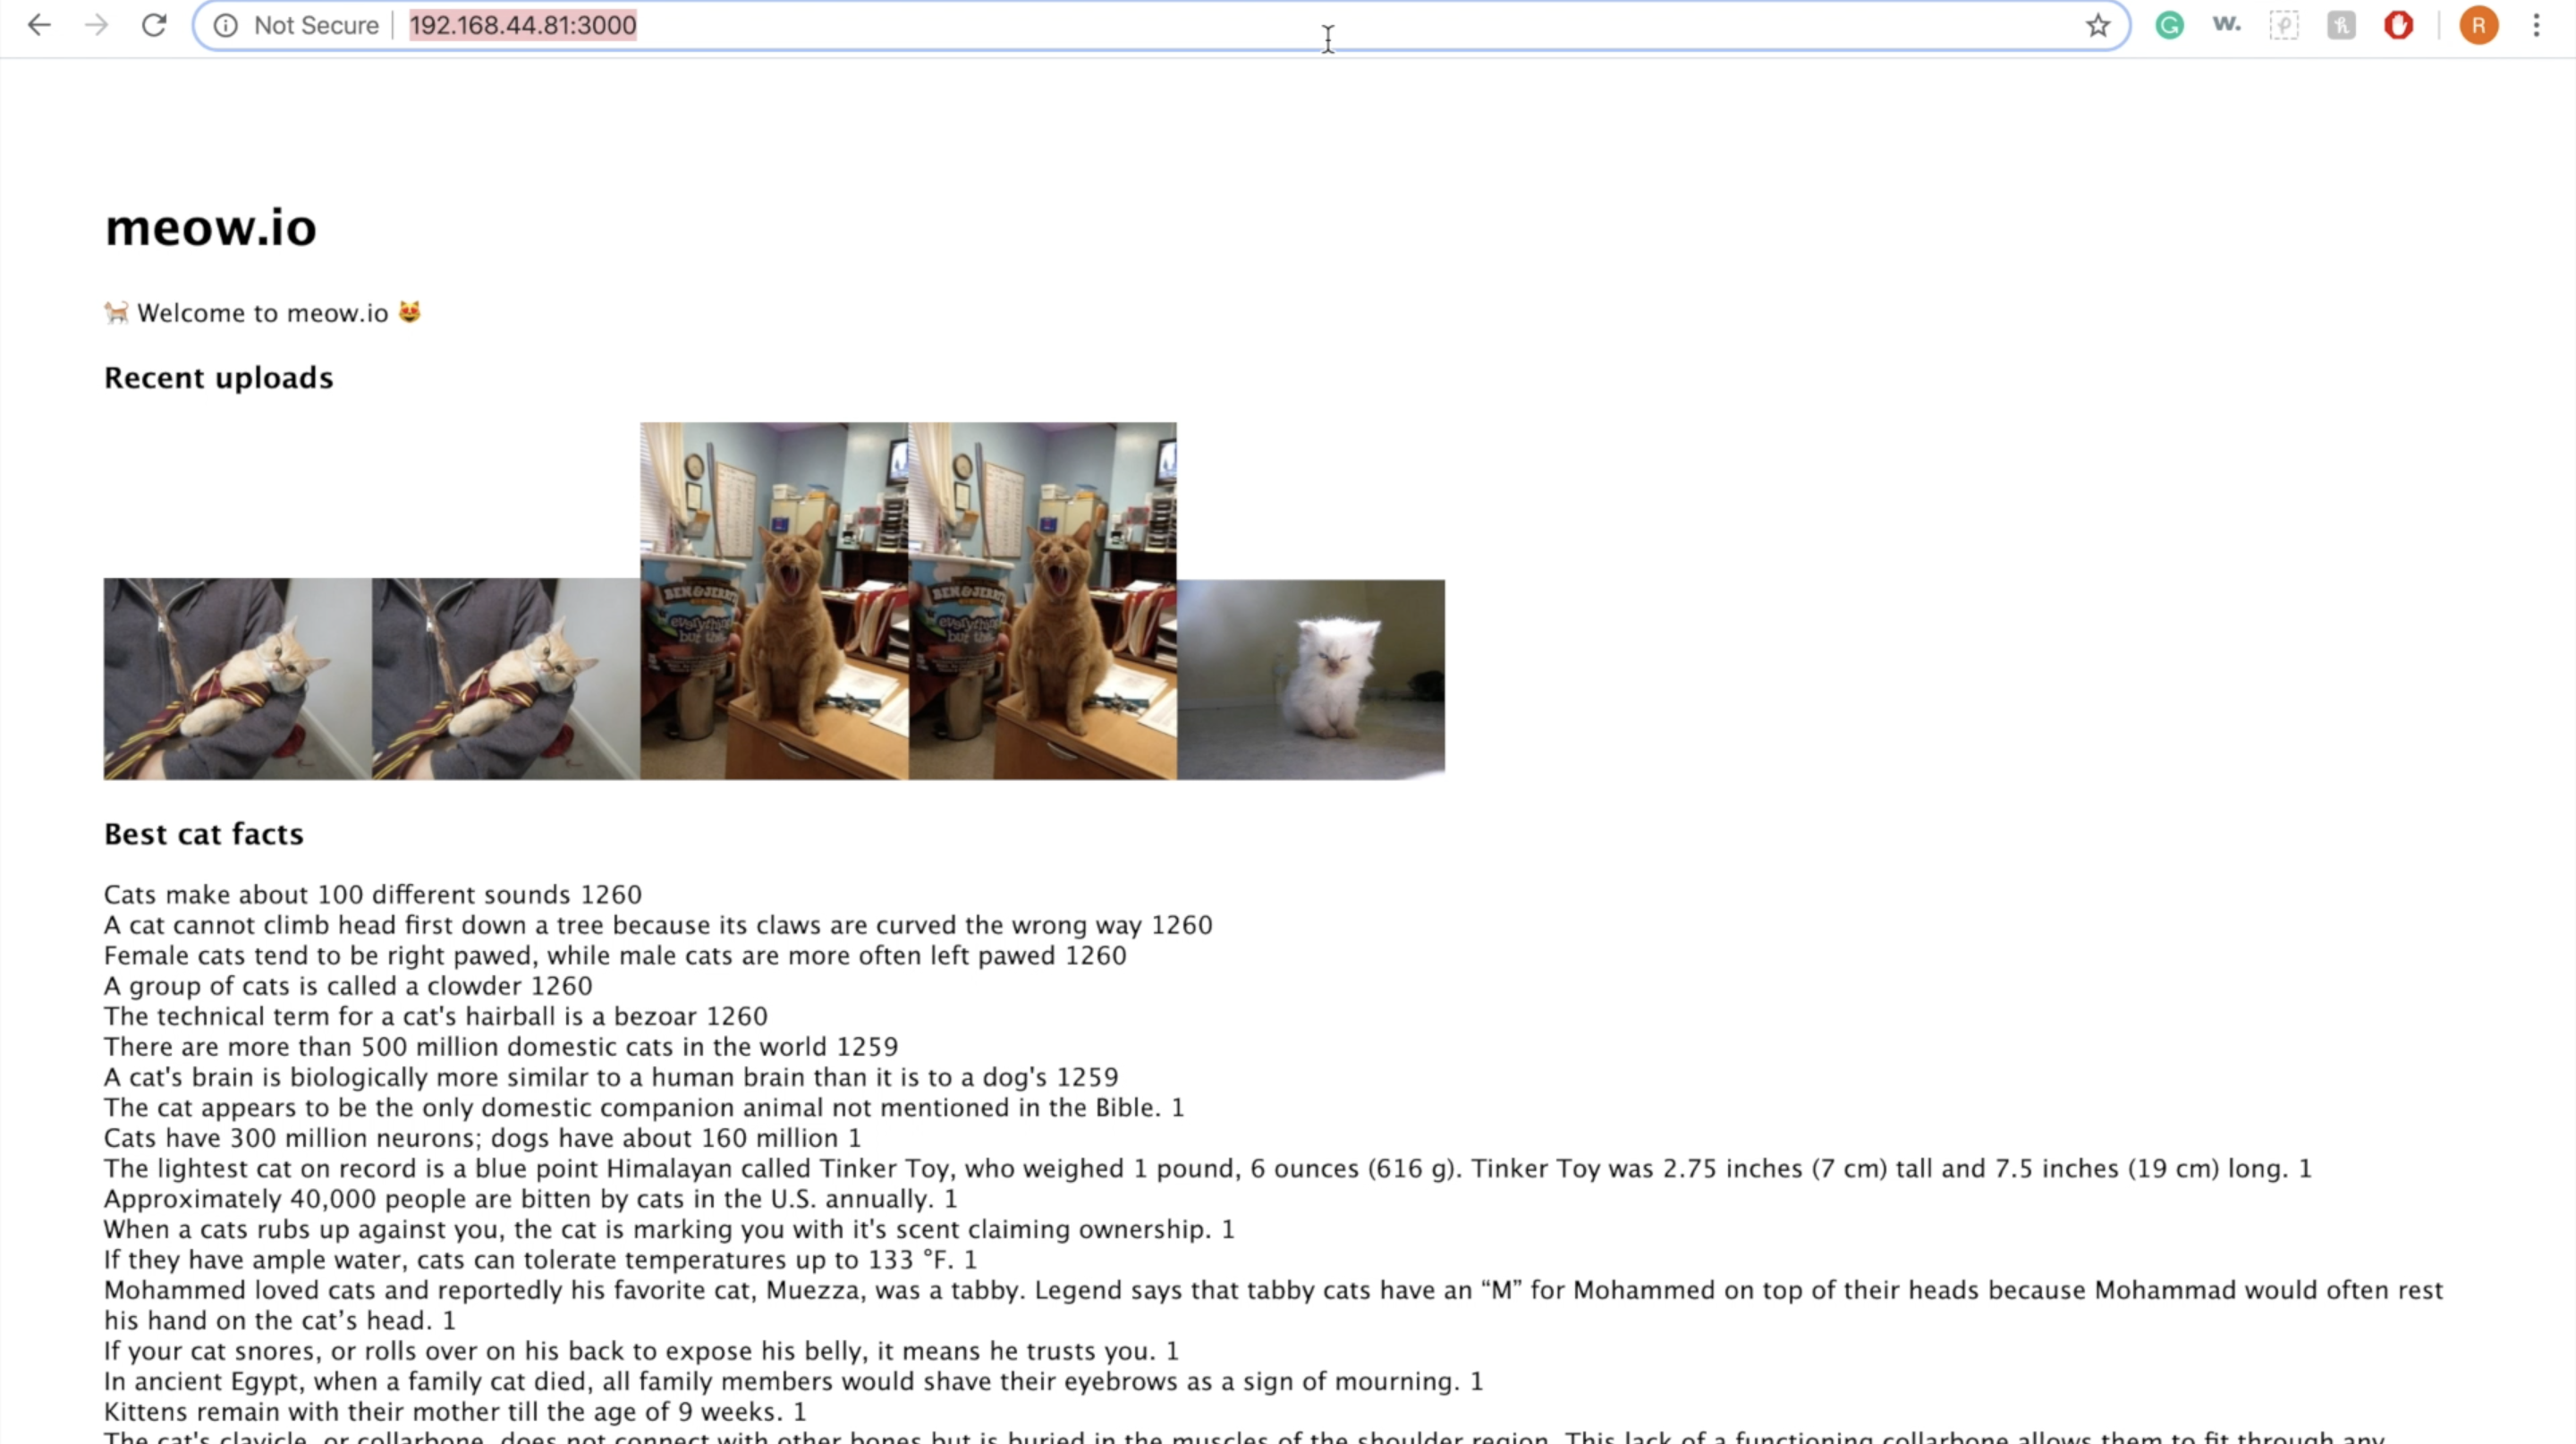 Not Secure | 192.168.44.81:3000
G
w.
R
meow.io
🐈 Welcome to meow.io 😻
Recent uploads
BEN&JERRY'S BEN&JERRY'S
everything everything
but the but the
Best cat facts
Cats make about 100 different sounds 1260
A cat cannot climb head first down a tree because its claws are curved the wrong way 1260
Female cats tend to be right pawed, while male cats are more often left pawed 1260
A group of cats is called a clowder 1260
The technical term for a cat's hairball is a bezoar 1260
There are more than 500 million domestic cats in the world 1259
A cat's brain is biologically more similar to a human brain than it is to a dog's 1259
The cat appears to be the only domestic companion animal not mentioned in the Bible. 1
Cats have 300 million neurons; dogs have about 160 million 1
The lightest cat on record is a blue point Himalayan called Tinker Toy, who weighed 1 pound, 6 ounces (616 g). Tinker Toy was 2.75 inches (7 cm) tall and 7.5 inches (19 cm) long. 1
Approximately 40,000 people are bitten by cats in the U.S. annually. 1
When a cats rubs up against you, the cat is marking you with it's scent claiming ownership. 1
If they have ample water, cats can tolerate temperatures up to 133 °F. 1
Mohammed loved cats and reportedly his favorite cat, Muezza, was a tabby. Legend says that tabby cats have an “M” for Mohammed on top of their heads because Mohammad would often rest
his hand on the cat’s head. 1
If your cat snores, or rolls over on his back to expose his belly, it means he trusts you. 1
In ancient Egypt, when a family cat died, all family members would shave their eyebrows as a sign of mourning. 1
Kittens remain with their mother till the age of 9 weeks. 1
The cat's clavicle, or collarbone, does not connect with other bones but is buried in the muscles of the shoulder region. This lack of a functioning collarbone allows them to fit through any